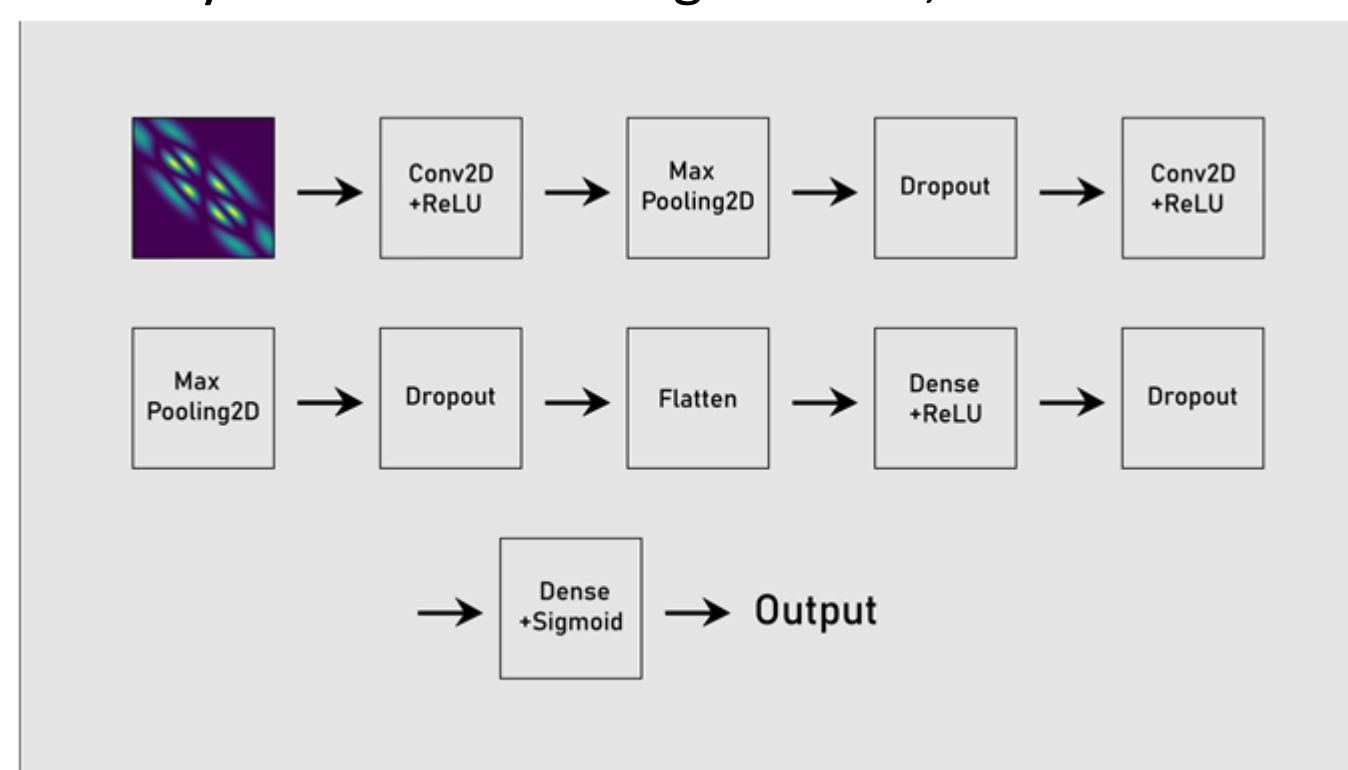 Conv2D
+ReLU
Max
Pooling2D
Dropout
Conv2D
+ReLU
Max
Pooling2D
Dropout
Flatten
Dense
+ReLU
Dropout
Dense
+Sigmoid
Output